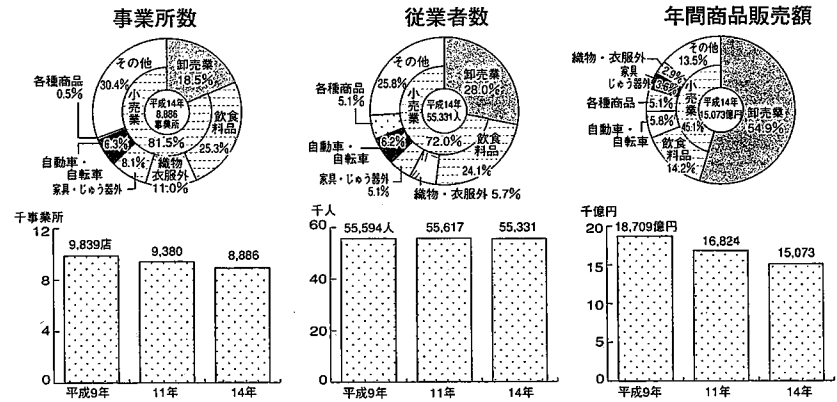 事業所数
その他
30.4%
卸売業
18.5%
各種商品
0.5%
小売業
平成14年
8,886
事業所
81.5%
飲食料品
25.3%
6.3%
自動車・
自転車
8.1%
家具・じゅう器外
織物・
衣服外
11.0%
従業者数
その他
25.8%
卸売業
28.0%
各種商品
5.1%
小売業
平成14年
55,331人
72.0%
飲食料品
24.1%
6.2%
自動車・
自転車
家具・じゅう器外
5.1%
織物・衣服外 5.7%
年間商品販売額
その他
13.5%
織物・衣服外
2.9%
家具
じゅう器外
3.6%
各種商品
5.1%
小売業
平成14年
15,073億円
45.1%
卸売業
54.9%
自動車・
自転車
5.8%
飲食料品
14.2%
千事業所
12
8
4
0
9,839店
9,380
8,886
平成9年
11年
14年
千人
60
40
20
0
55,594人
55,617
55,331
平成9年
11年
14年
千億円
20
15
10
5
0
18,709億円
16,824
15,073
平成9年
11年
14年